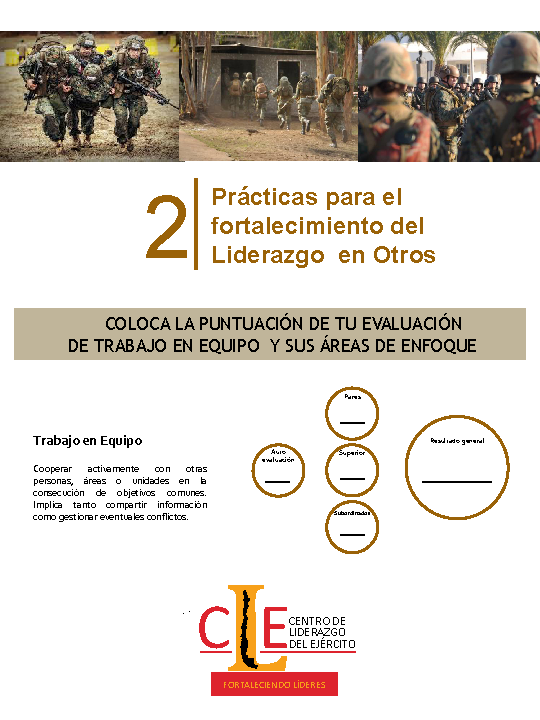 2
Prácticas para el
fortalecimiento del
Liderazgo en Otros
COLOCA LA PUNTUACIÓN DE TU EVALUACIÓN
DE TRABAJO EN EQUIPO Y SUS ÁREAS DE ENFOQUE
Trabajo en Equipo
Cooperar activamente con otras
personas, áreas o unidades en la
consecución de objetivos comunes.
Implica tanto compartir información
como gestionar eventuales conflictos.
Auto
evaluación
Pares
Superior
Subordinados
Resultado general
CLE
CENTRO DE
LIDERAZGO
DEL EJÉRCITO
FORTALECIENDO LÍDERES